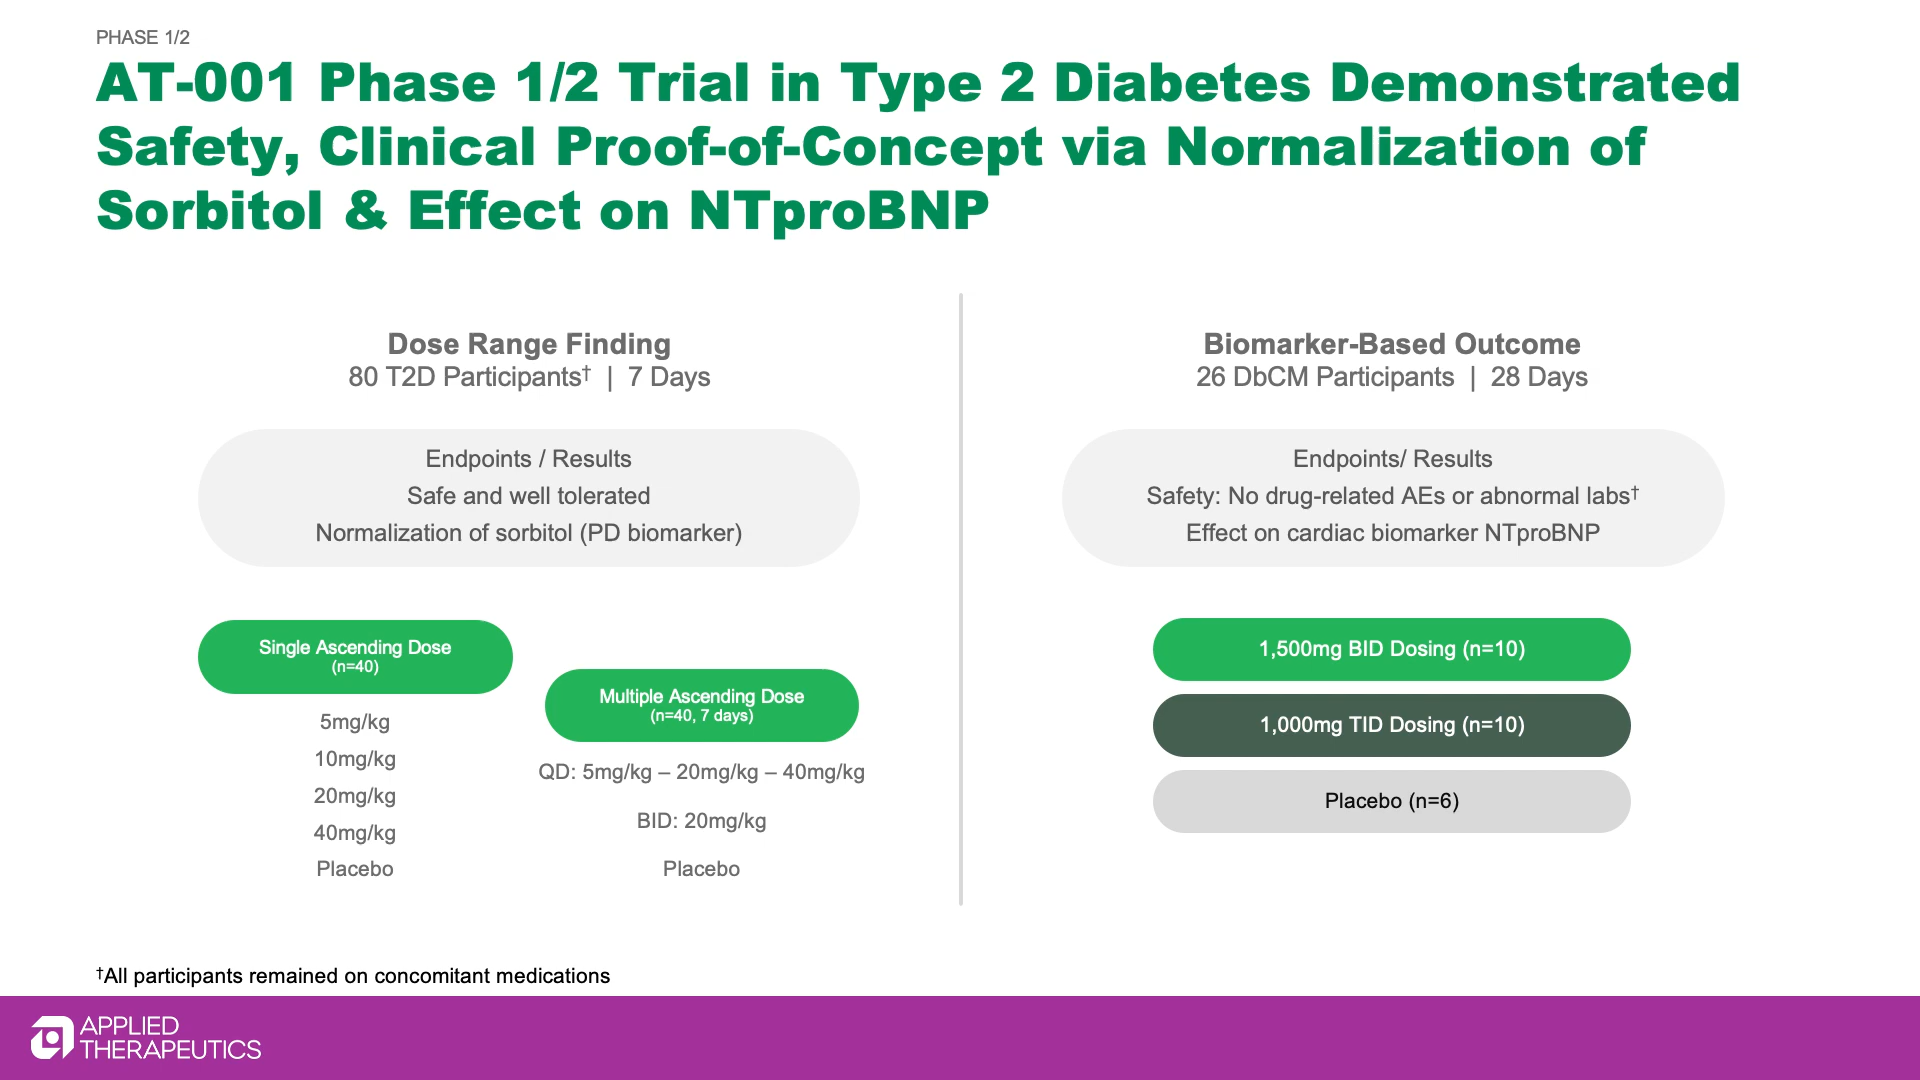 PHASE 1/2
AT-001 Phase 1/2 Trial in Type 2 Diabetes Demonstrated
Safety, Clinical Proof-of-Concept via Normalization of
Sorbitol & Effect on NTproBNP
Dose Range Finding
80 T2D Participants† | 7 Days
Endpoints / Results
Safe and well tolerated
Normalization of sorbitol (PD biomarker)
Single Ascending Dose
(n=40)
5mg/kg
10mg/kg
20mg/kg
40mg/kg
Placebo
Multiple Ascending Dose
(n=40, 7 days)
QD: 5mg/kg – 20mg/kg – 40mg/kg
BID: 20mg/kg
Placebo
Biomarker-Based Outcome
26 DbCM Participants | 28 Days
Endpoints/ Results
Safety: No drug-related AEs or abnormal labs†
Effect on cardiac biomarker NTproBNP
1,500mg BID Dosing (n=10)
1,000mg TID Dosing (n=10)
Placebo (n=6)
†All participants remained on concomitant medications
APPLIED
THERAPEUTICS